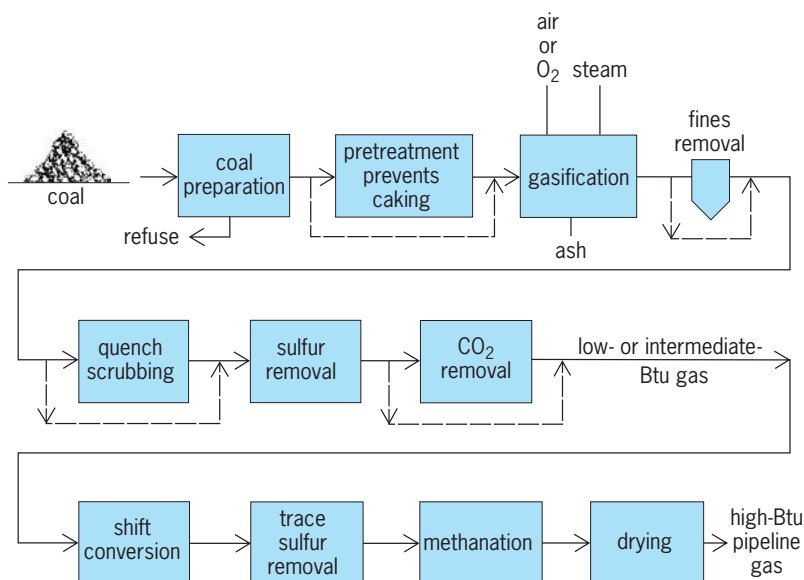 air
or
O₂
steam
fines
removal
coal
coal
preparation
pretreatment
prevents
caking
gasification
refuse
ash
quench
scrubbing
sulfur
removal
CO₂
removal
low- or intermediate-
Btu gas
shift
conversion
trace
sulfur
removal
methanation
drying
high-Btu
pipeline
gas